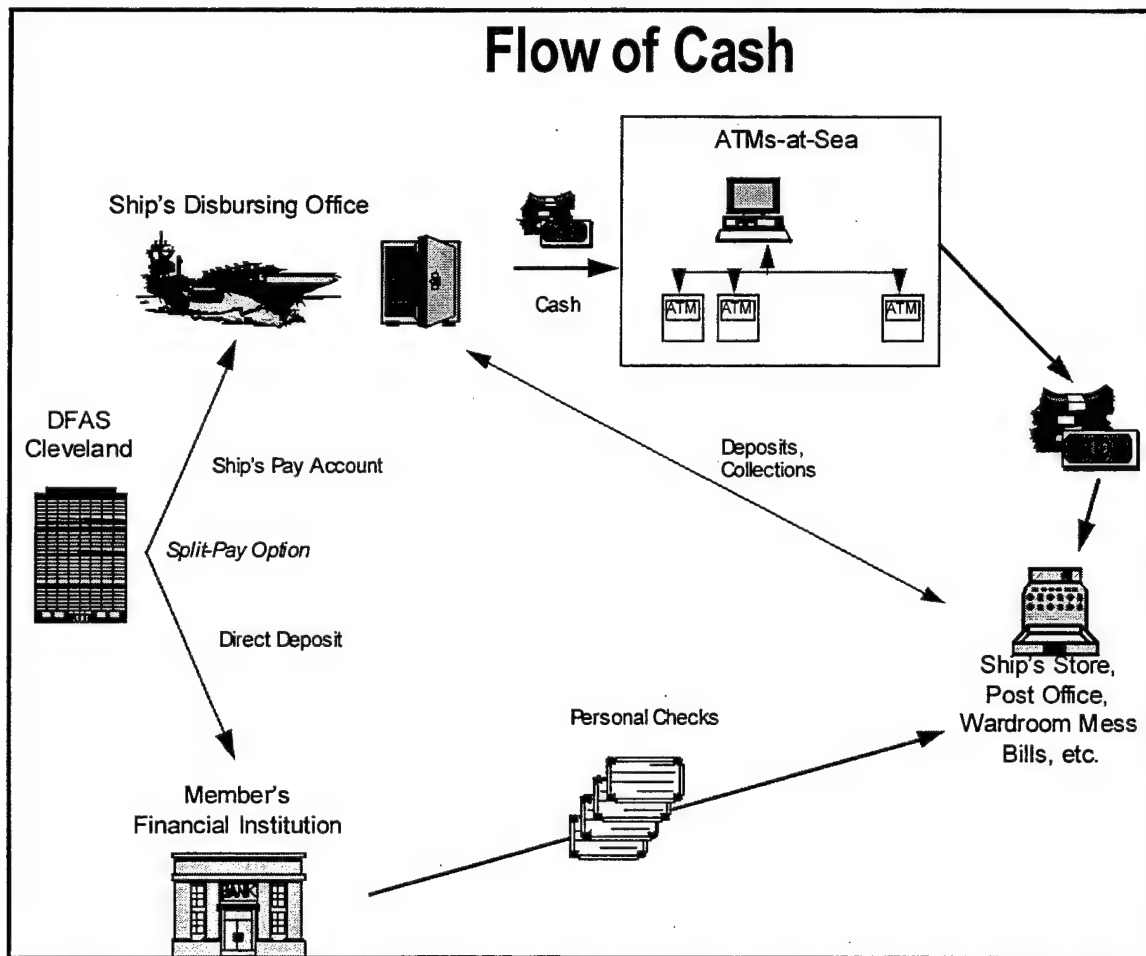 Flow of Cash
ATMs-at-Sea
Ship's Disbursing Office
Cash
ATM
ATM
ATM
DFAS
Cleveland
Ship's Pay Account
Deposits,
Collections
Split-Pay Option
Direct Deposit
Ship's Store,
Post Office,
Wardroom Mess
Bills, etc.
Personal Checks
Member's
Financial Institution
BANK